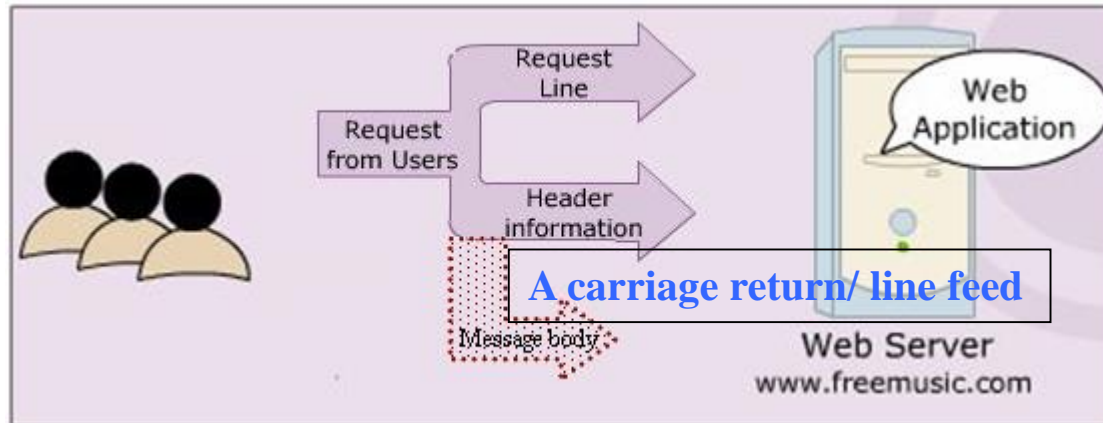 Request
from Users
Request
Line
Header
information
A carriage return/ line feed
Message body
Web
Application
Web Server
www.freemusic.com